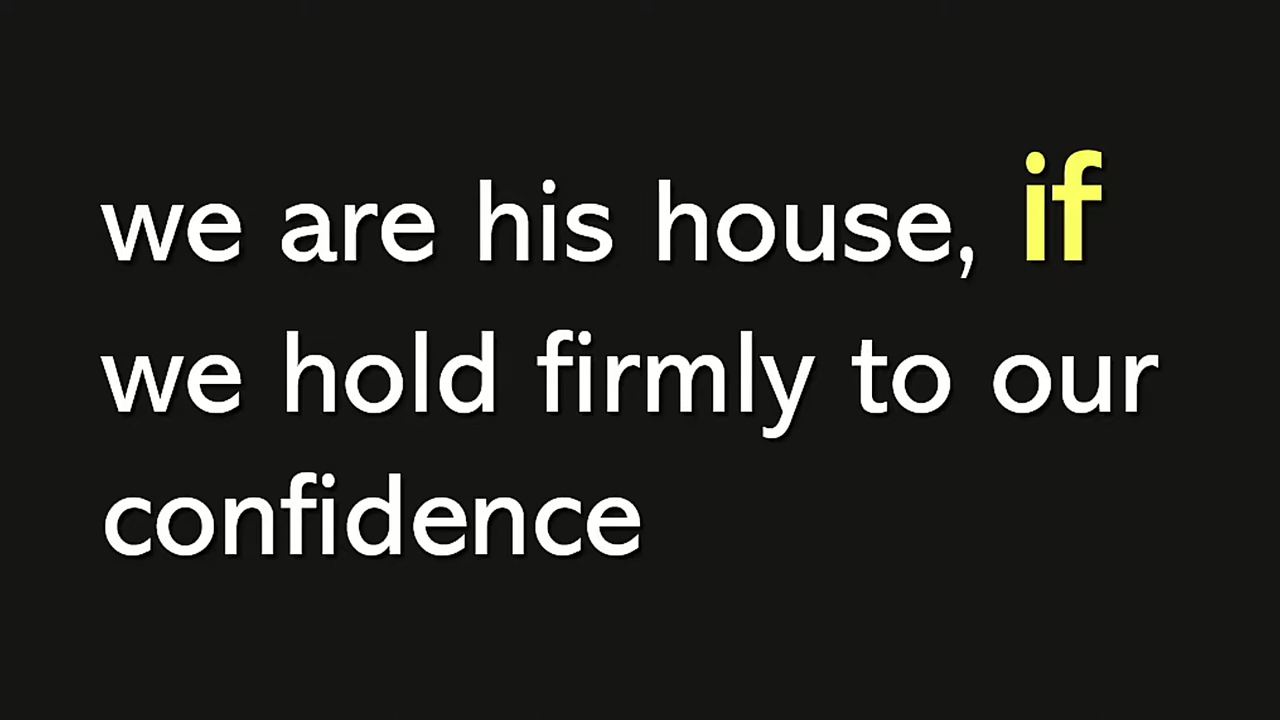 we are his house, if
we hold firmly to our
confidence